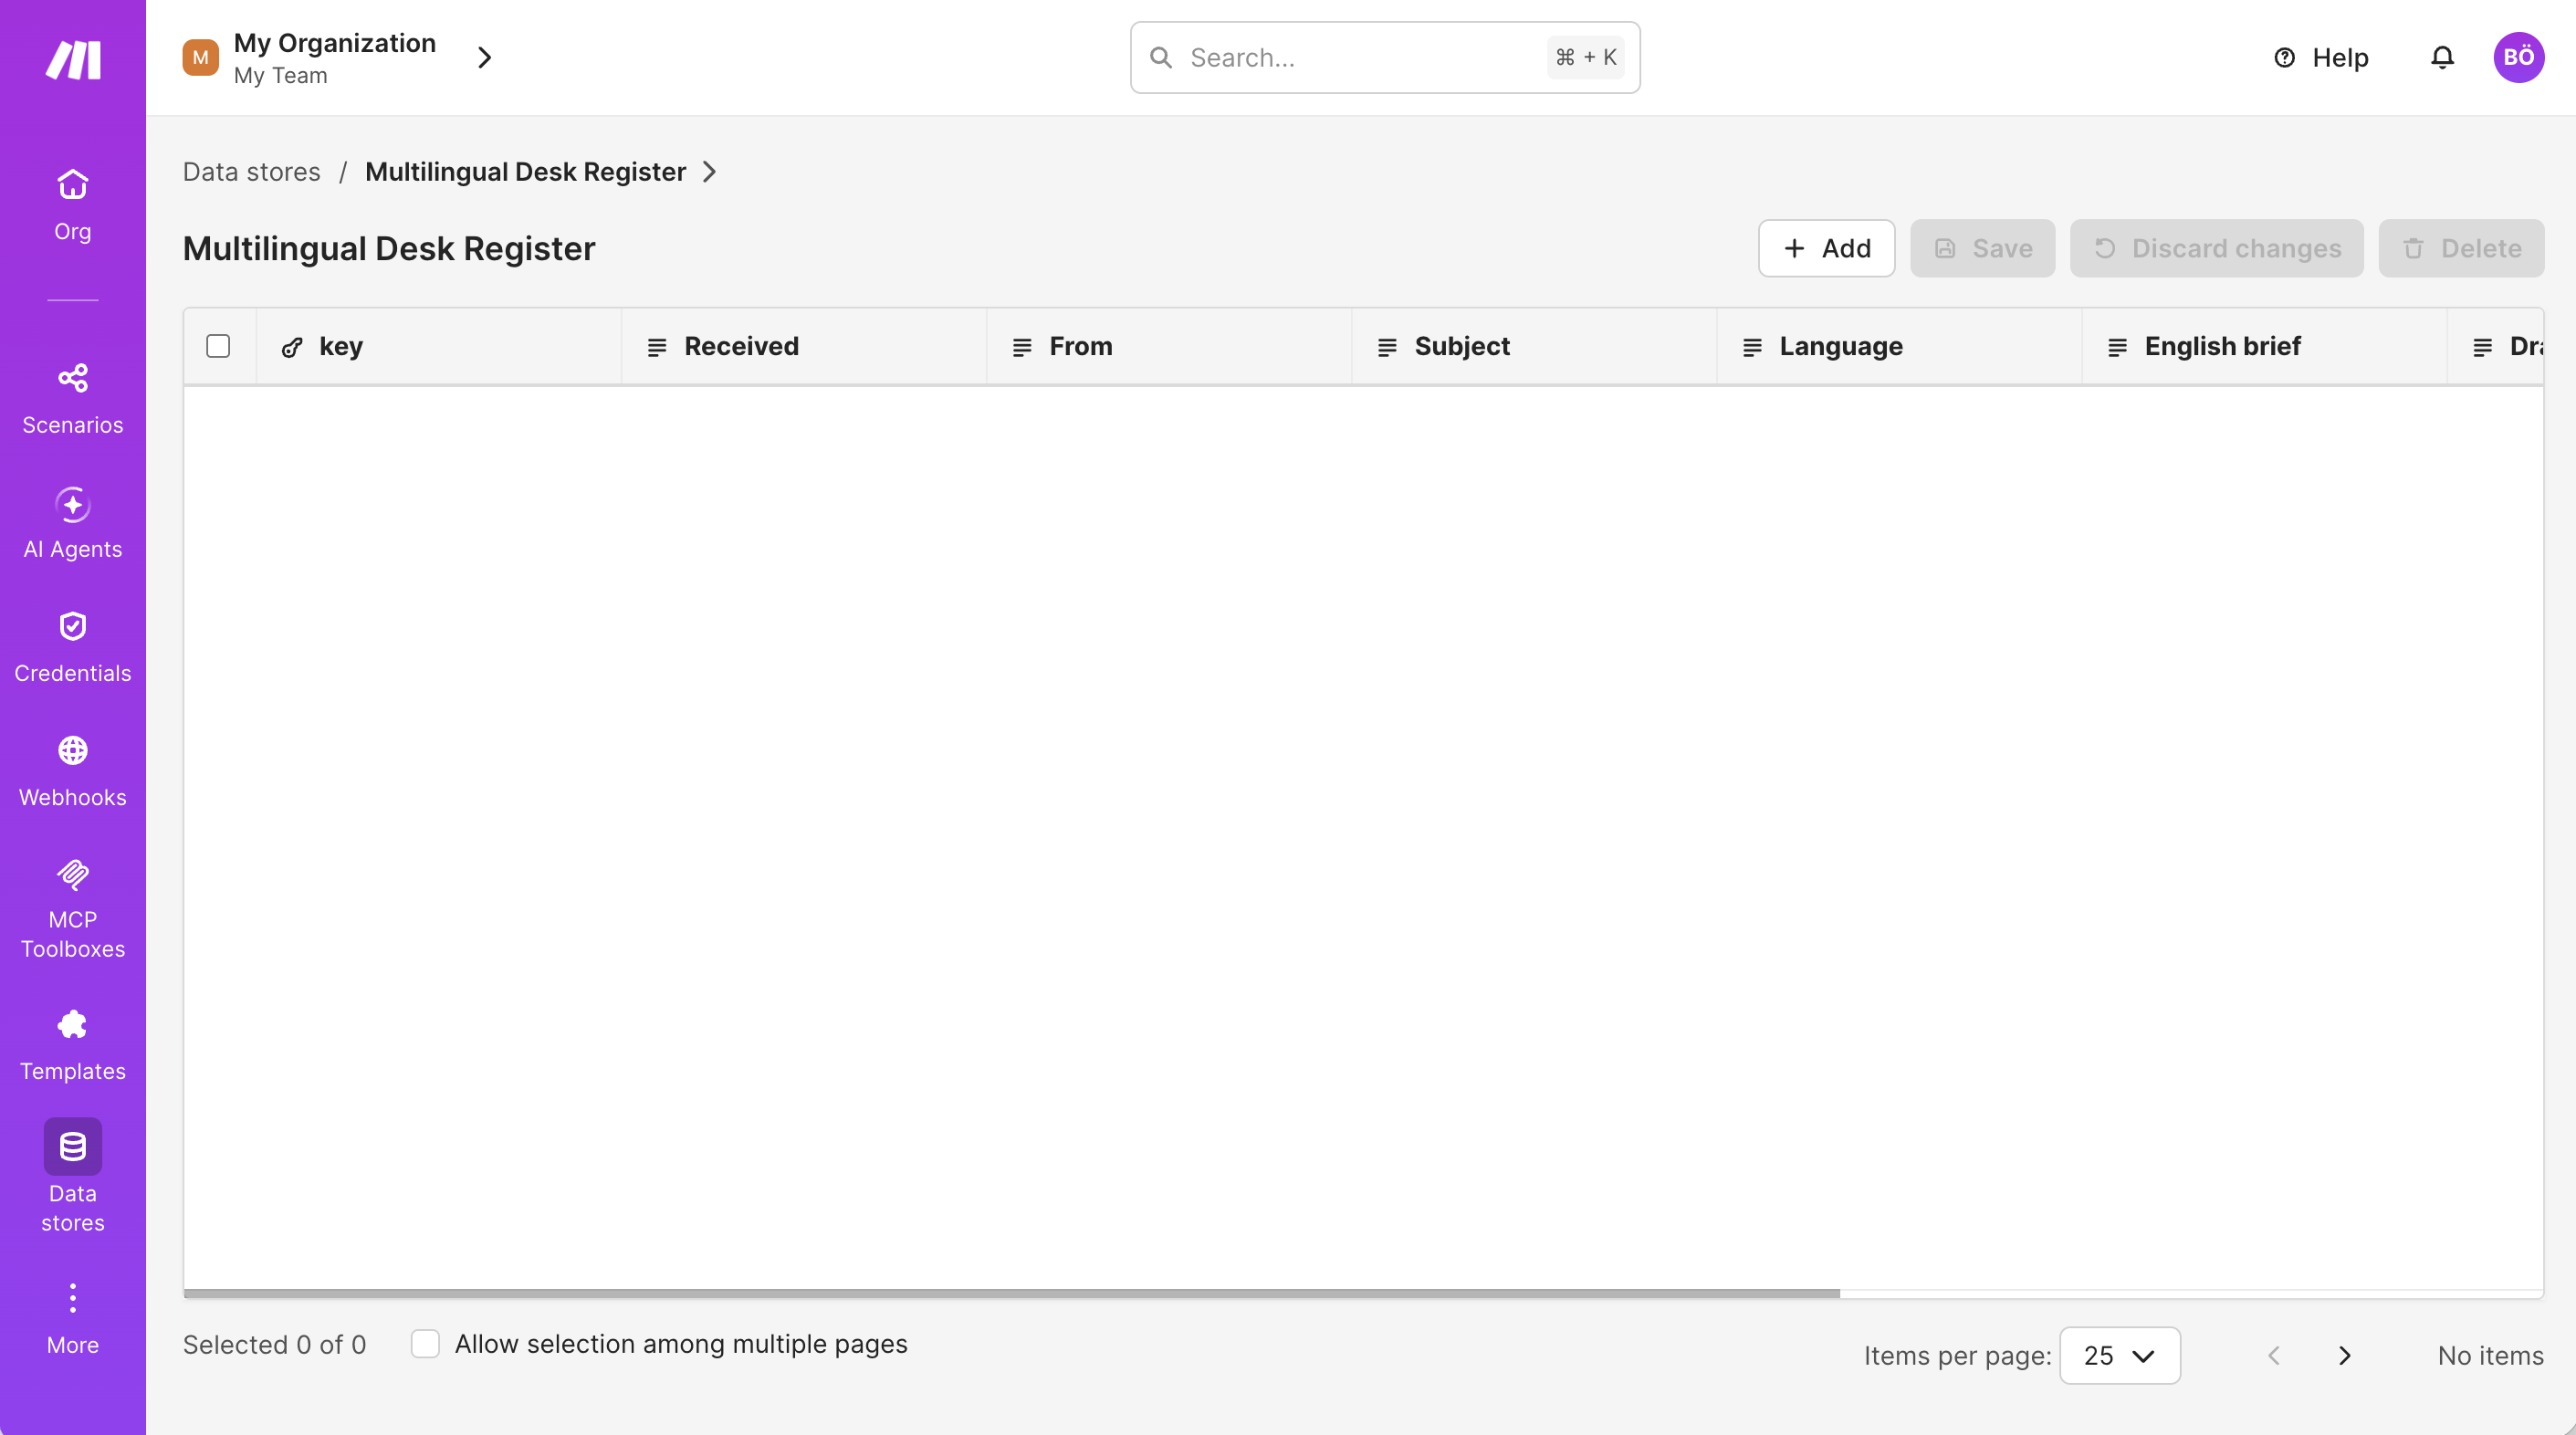 M
My Organization
My Team
Search...
⌘ + K
Help
BÖ
Org
Scenarios
AI Agents
Credentials
Webhooks
MCP
Toolboxes
Templates
Data
stores
More
Data stores / Multilingual Desk Register
Multilingual Desk Register
Add
Save
Discard changes
Delete
key
Received
From
Subject
Language
English brief
Dra
Selected 0 of 0
Allow selection among multiple pages
Items per page:
25
No items